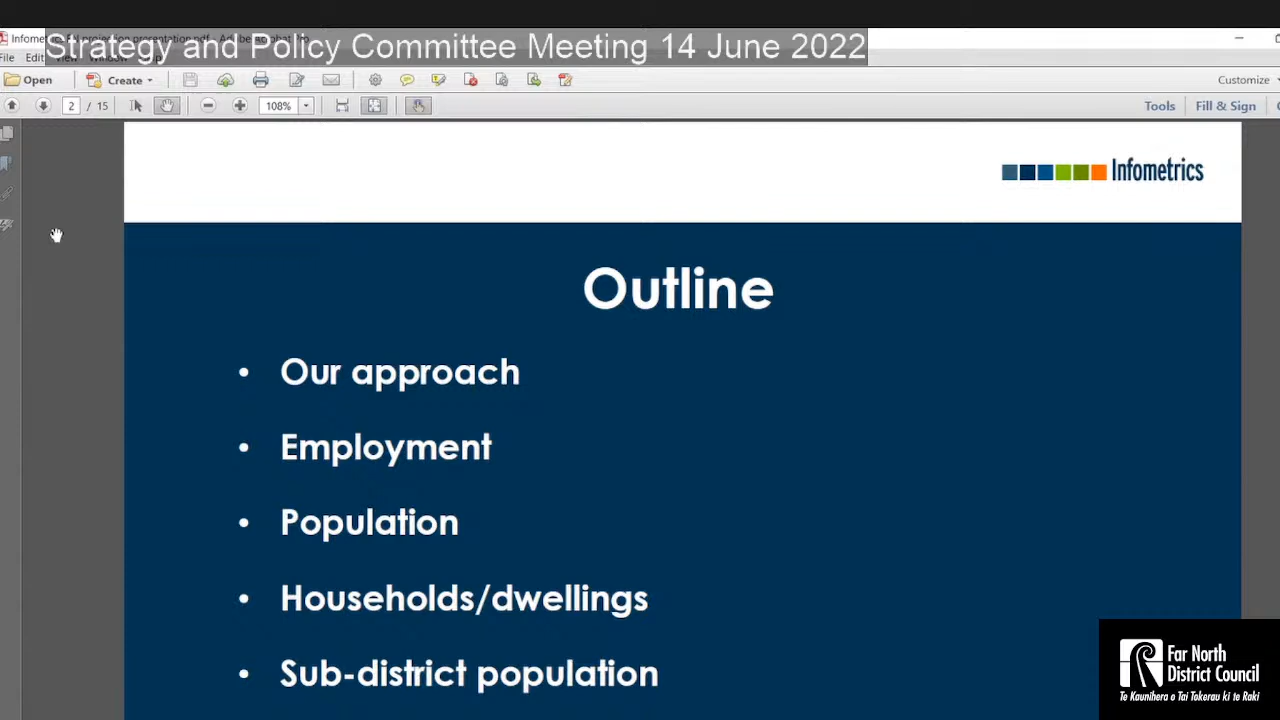 Strategy and Policy Committee Meeting 14 June 2022
File Edit
Open Create Customize
2 / 15 108% Tools Fill & Sign
Infometrics
Outline
• Our approach
• Employment
• Population
• Households/dwellings
• Sub-district population
Far North
District Council
Te Kaunihera o Tai Tokerau ki te Raki